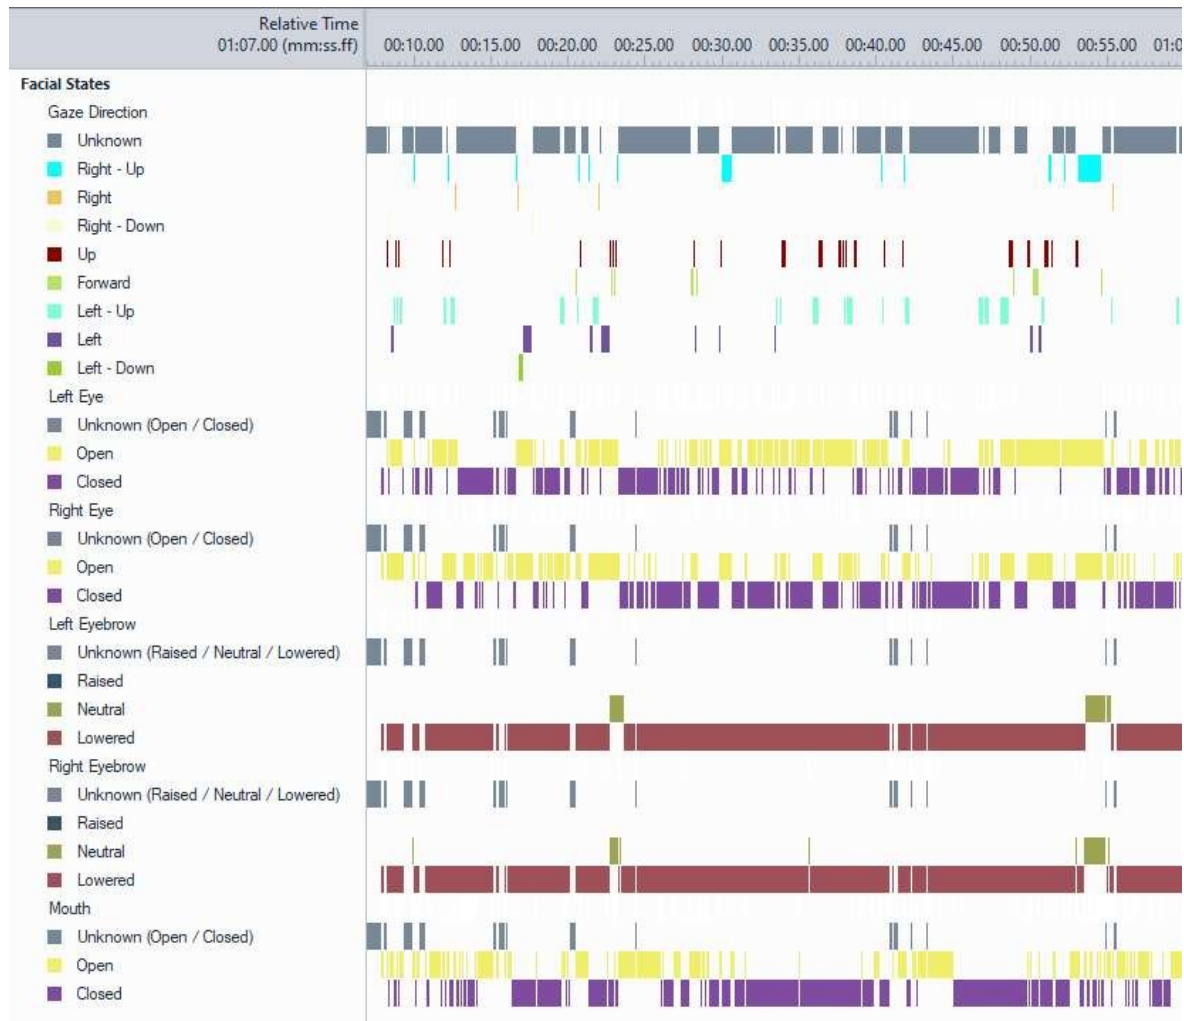 Relative Time
01:07.00 (mm:ss.ff) 00:10.00 00:15.00 00:20.00 00:25.00 00:30.00 00:35.00 00:40.00 00:45.00 00:50.00 00:55.00 01:0
Facial States
Gaze Direction
Unknown
Right - Up
Right
Right - Down
Up
Forward
Left - Up
Left
Left - Down
Left Eye
Unknown (Open / Closed)
Open
Closed
Right Eye
Unknown (Open / Closed)
Open
Closed
Left Eyebrow
Unknown (Raised / Neutral / Lowered)
Raised
Neutral
Lowered
Right Eyebrow
Unknown (Raised / Neutral / Lowered)
Raised
Neutral
Lowered
Mouth
Unknown (Open / Closed)
Open
Closed